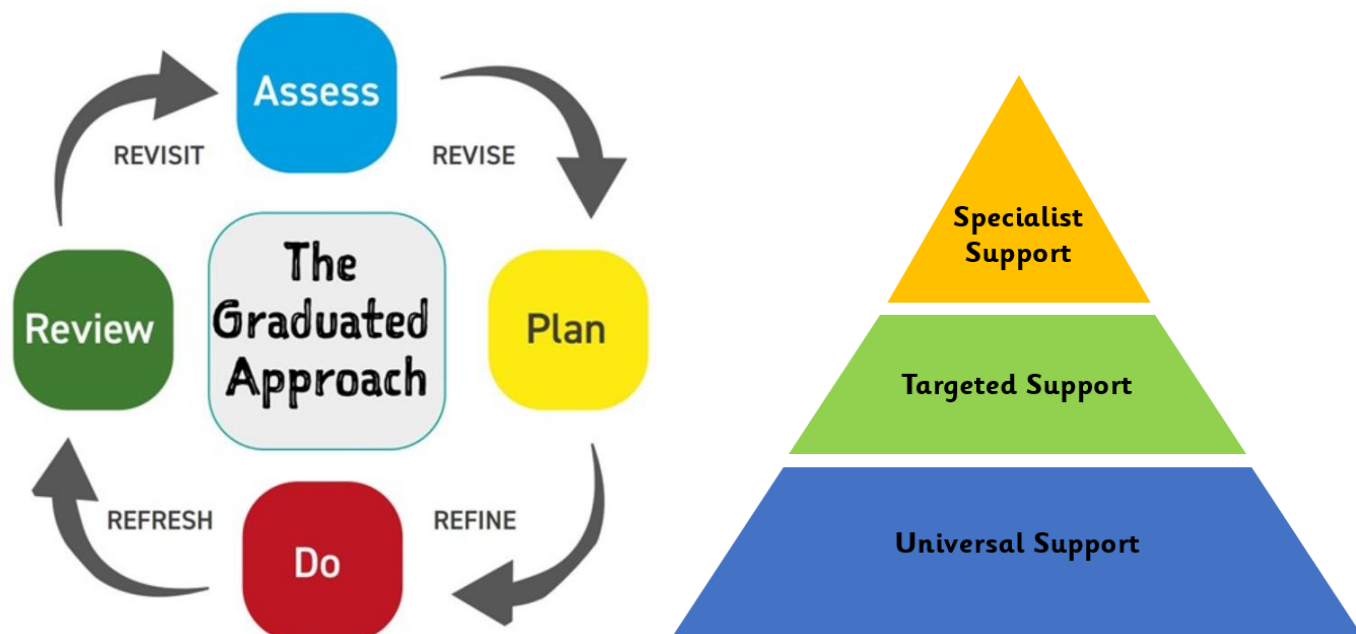 Assess
REVISIT
REVISE
The
Graduated
Approach
Review
Plan
REFRESH
REFINE
Do
Specialist
Support
Targeted Support
Universal Support